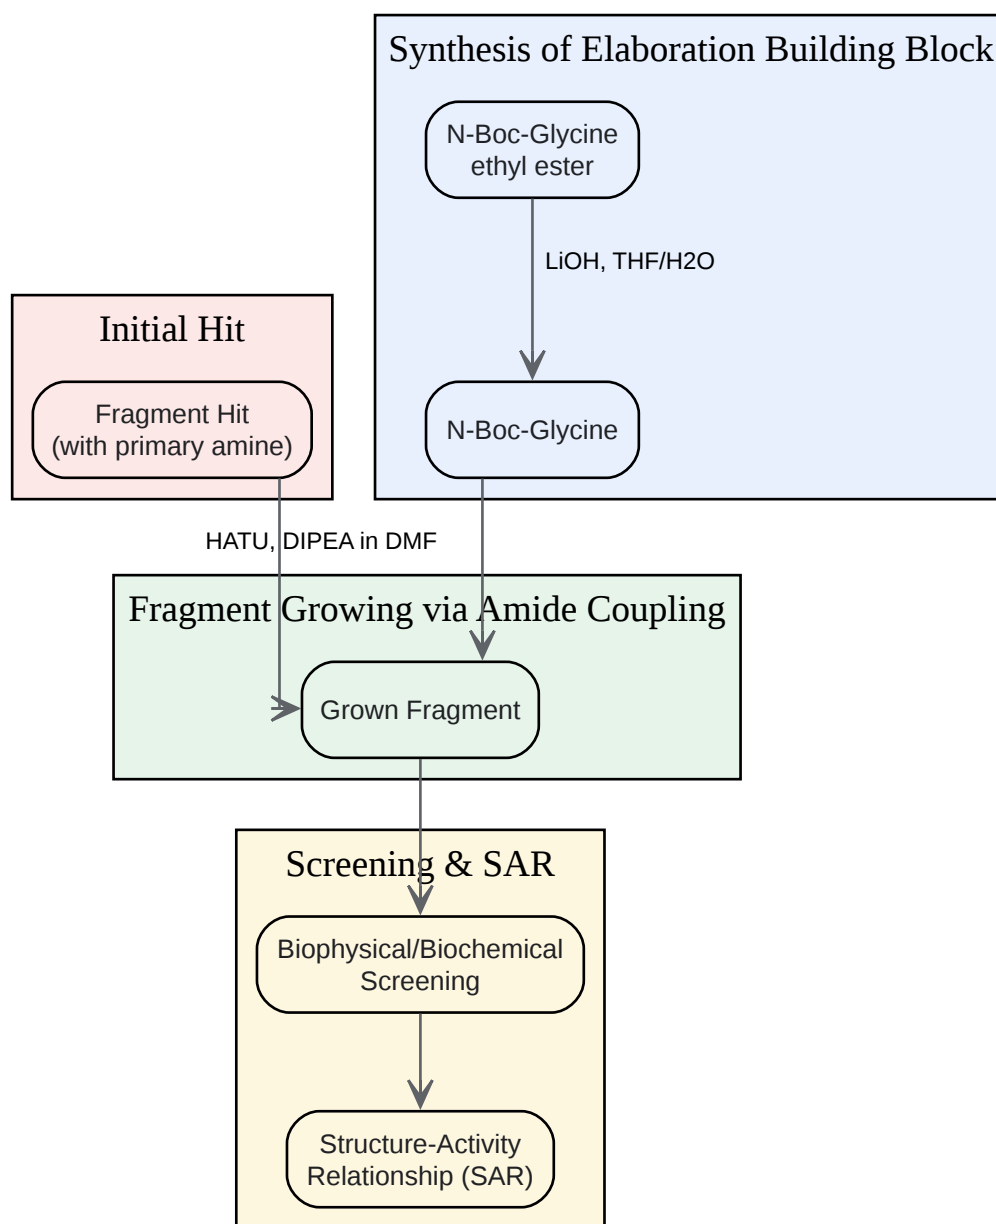 Synthesis of Elaboration Building Block
N-Boc-Glycine
ethyl ester
LiOH, THF/H2O
Initial Hit
Fragment Hit
(with primary amine)
N-Boc-Glycine
HATU, DIPEA in DMF
Fragment Growing via Amide Coupling
Grown Fragment
Screening & SAR
Biophysical/Biochemical
Screening
Structure-Activity
Relationship (SAR)